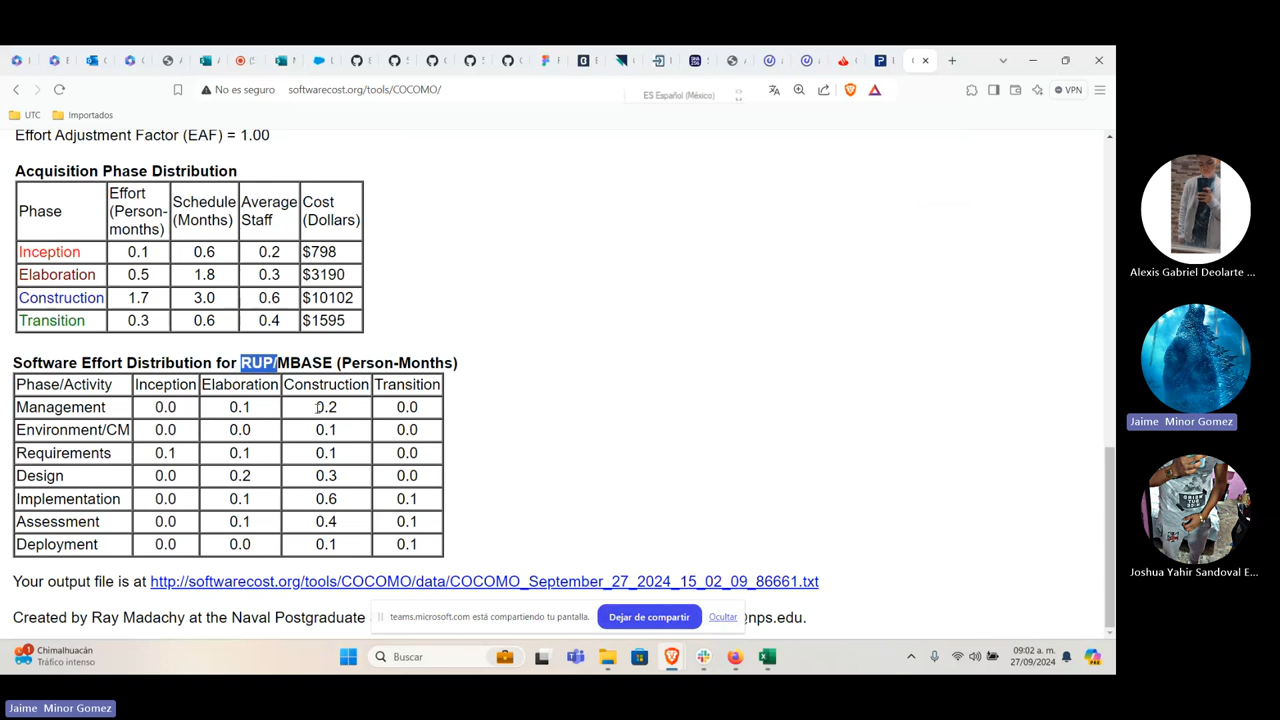 No es seguro softwarecost.org/tools/COCOMO/
ES Español (México)
VPN
UTC Importados
Effort Adjustment Factor (EAF) = 1.00
Acquisition Phase Distribution
Phase Effort (Person-months) Schedule (Months) Average Staff Cost (Dollars)
Inception 0.1 0.6 0.2 $798
Elaboration 0.5 1.8 0.3 $3190
Construction 1.7 3.0 0.6 $10102
Transition 0.3 0.6 0.4 $1595
Software Effort Distribution for RUP/MBASE (Person-Months)
Phase/Activity Inception Elaboration Construction Transition
Management 0.0 0.1 0.2 0.0
Environment/CM 0.0 0.0 0.1 0.0
Requirements 0.1 0.1 0.1 0.0
Design 0.0 0.2 0.3 0.0
Implementation 0.0 0.1 0.6 0.1
Assessment 0.0 0.1 0.4 0.1
Deployment 0.0 0.0 0.1 0.1
Your output file is at http://softwarecost.org/tools/COCOMO/data/COCOMO_September_27_2024_15_02_09_86661.txt
Created by Ray Madachy at the Naval Postgraduate @nps.edu.
teams.microsoft.com está compartiendo tu pantalla. Dejar de compartir Ocultar
Chimalhuacán
Tráfico intenso
Buscar
09:02 a. m.
27/09/2024
Alexis Gabriel Deolarte ...
Jaime Minor Gomez
Joshua Yahir Sandoval E...
Jaime Minor Gomez